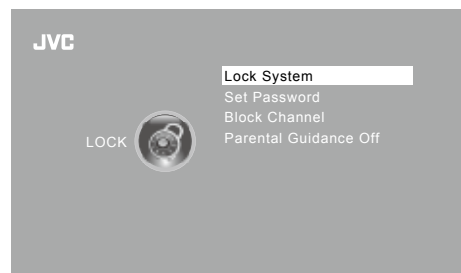 JVC
Lock System
Set Password
Block Channel
Parental Guidance Off
LOCK